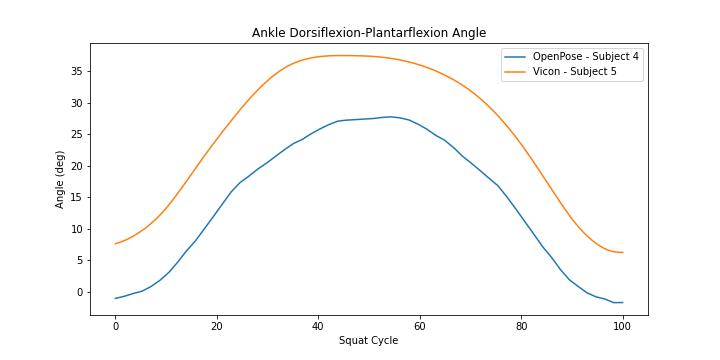 Ankle Dorsiflexion-Plantarflexion Angle
OpenPose - Subject 4
Vicon - Subject 5
Angle (deg)
35
30
25
20
15
10
5
0
0 20 40 60 80 100
Squat Cycle